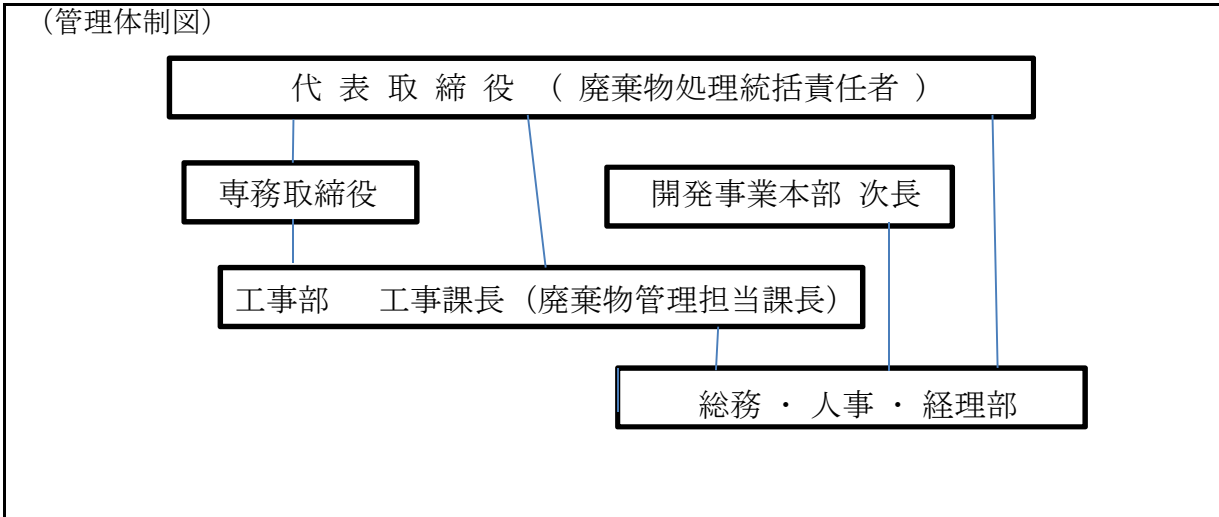 （管理体制図）
代 表 取 締 役 （ 廃棄物処理統括責任者 ）
専務取締役
開発事業本部 次長
工事部　工事課長（廃棄物管理担当課長）
総務 ・ 人事 ・ 経理部